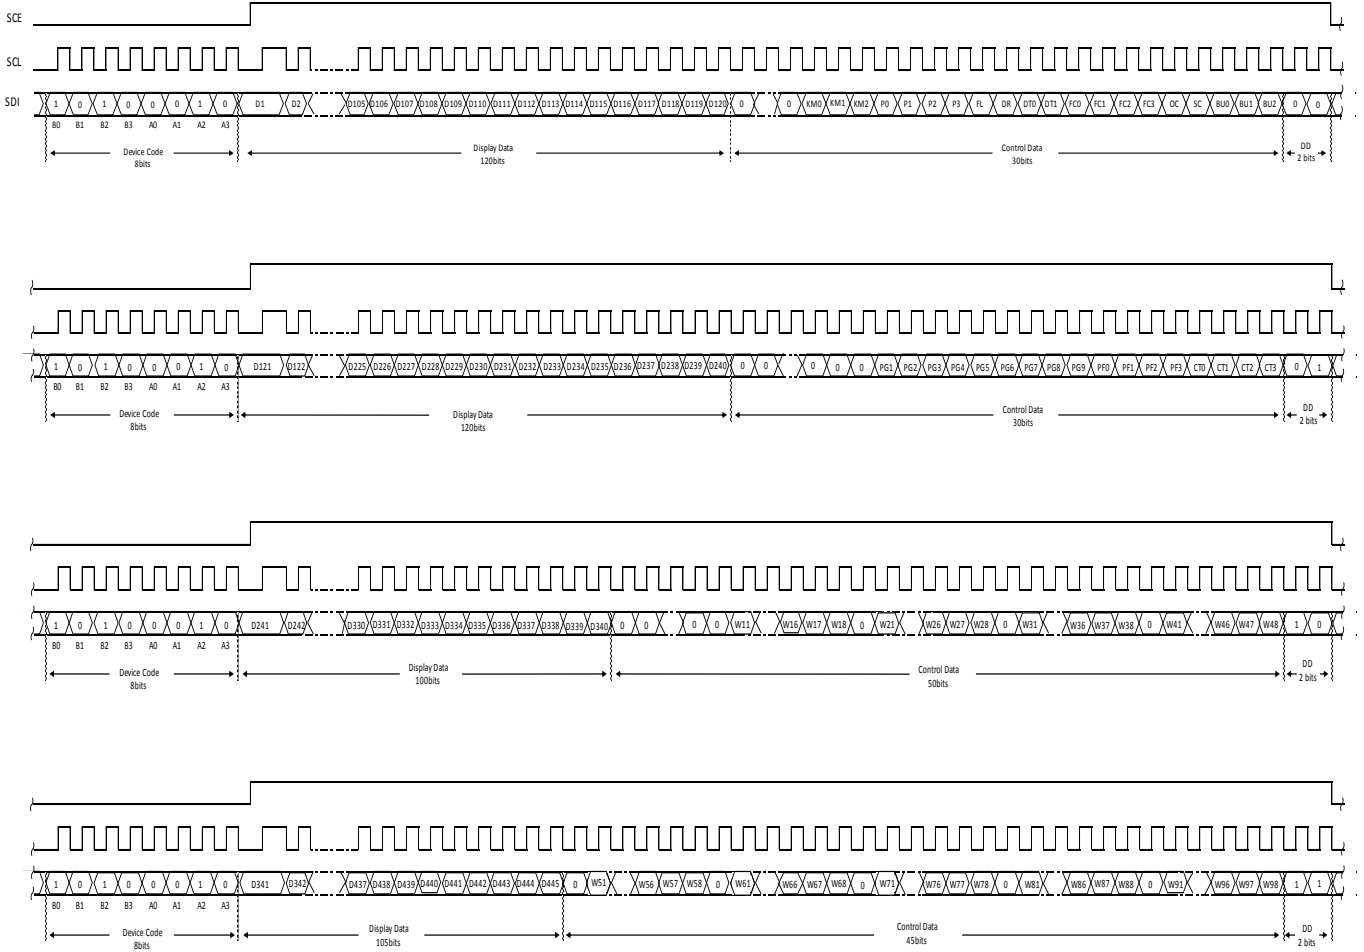 SCE
SCL
SDI
1 0 1 0 0 0 1 0 D1 D2 D105 D106 D107 D108 D109 D110 D111 D112 D113 D114 D115 D116 D117 D118 D119 D120 0 0 KM0 KM1 KM2 P0 P1 P2 P3 FL DR DT0 DT1 FC0 FC1 FC2 FC3 OC SC BU0 BU1 BU2 0 0
B0 B1 B2 B3 A0 A1 A2 A3
Device Code Display Data Control Data DD
8bits 120bits 30bits 2 bits
1 0 1 0 0 0 1 0 D121 D122 D225 D226 D227 D228 D229 D230 D231 D232 D233 D234 D235 D236 D237 D238 D239 D240 0 0 0 0 0 PG1 PG2 PG3 PG4 PG5 PG6 PG7 PG8 PG9 PF0 PF1 PF2 PF3 CT0 CT1 CT2 CT3 0 1
B0 B1 B2 B3 A0 A1 A2 A3
Device Code Display Data Control Data DD
8bits 120bits 30bits 2 bits
1 0 1 0 0 0 1 0 D241 D242 D330 D331 D332 D333 D334 D335 D336 D337 D338 D339 D340 0 0 0 0 W11 W16 W17 W18 0 W21 W26 W27 W28 0 W31 W36 W37 W38 0 W41 W46 W47 W48 1 0
B0 B1 B2 B3 A0 A1 A2 A3
Device Code Display Data Control Data DD
8bits 100bits 50bits 2 bits
1 0 1 0 0 0 1 0 D341 D342 D437 D438 D439 D440 D441 D442 D443 D444 D445 0 W51 W56 W57 W58 0 W61 W66 W67 W68 0 W71 W76 W77 W78 0 W81 W86 W87 W88 0 W91 W96 W97 W98 1 1
B0 B1 B2 B3 A0 A1 A2 A3
Device Code Display Data Control Data DD
8bits 105bits 45bits 2 bits